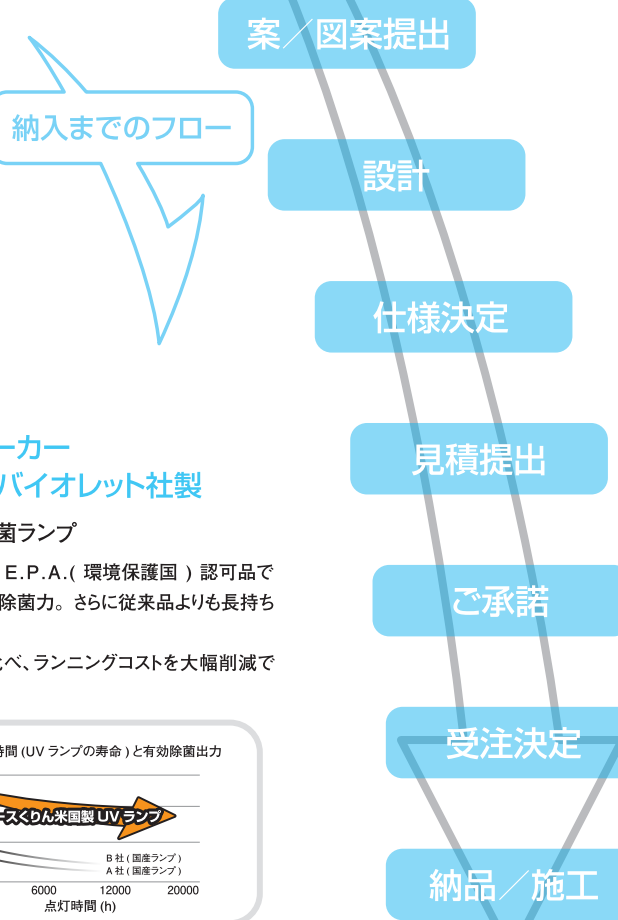 案／図案提出
納入までのフロー
設計
仕様決定
見積提出
ご承諾
受注決定
納品／施工
ーカー
バイオレット社製
菌ランプ
E.P.A.( 環境保護国 ) 認可品で
除菌力。さらに従来品よりも長持ち
べ、ランニングコストを大幅削減で
時間 (UV ランプの寿命 ) と有効除菌出力
ースくりん米国製 UV ランプ
B 社 ( 国産ランプ )
A 社 ( 国産ランプ )
6000 12000 20000
点灯時間 (h)